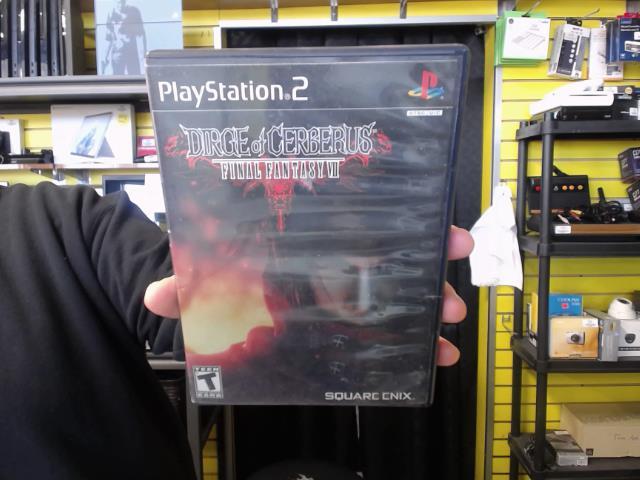 PlayStation®2
DIRGE of CERBERUS
FINAL FANTASY VII
TEEN
T
SQUARE ENIX